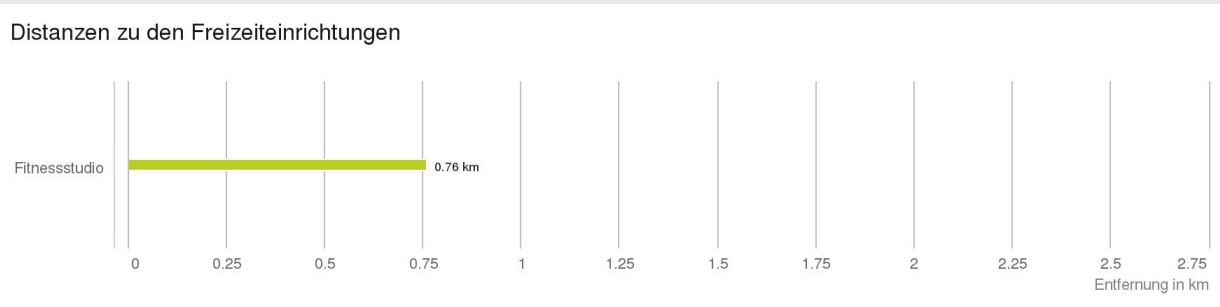 Distanzen zu den Freizeiteinrichtungen
Fitnessstudio
0.76 km
0 0.25 0.5 0.75 1 1.25 1.5 1.75 2 2.25 2.5 2.75
Entfernung in km